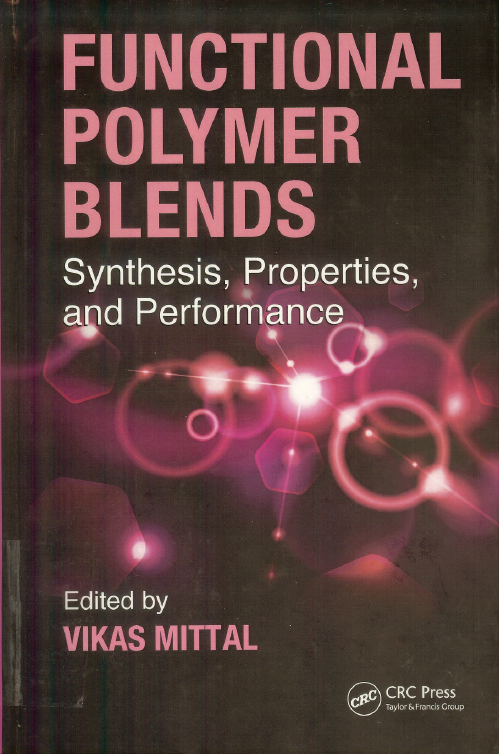 FUNCTIONAL
POLYMER
BLENDS
Synthesis, Properties,
and Performance
Edited by
VIKAS MITTAL
CRC
CRC Press
Taylor & Francis Group